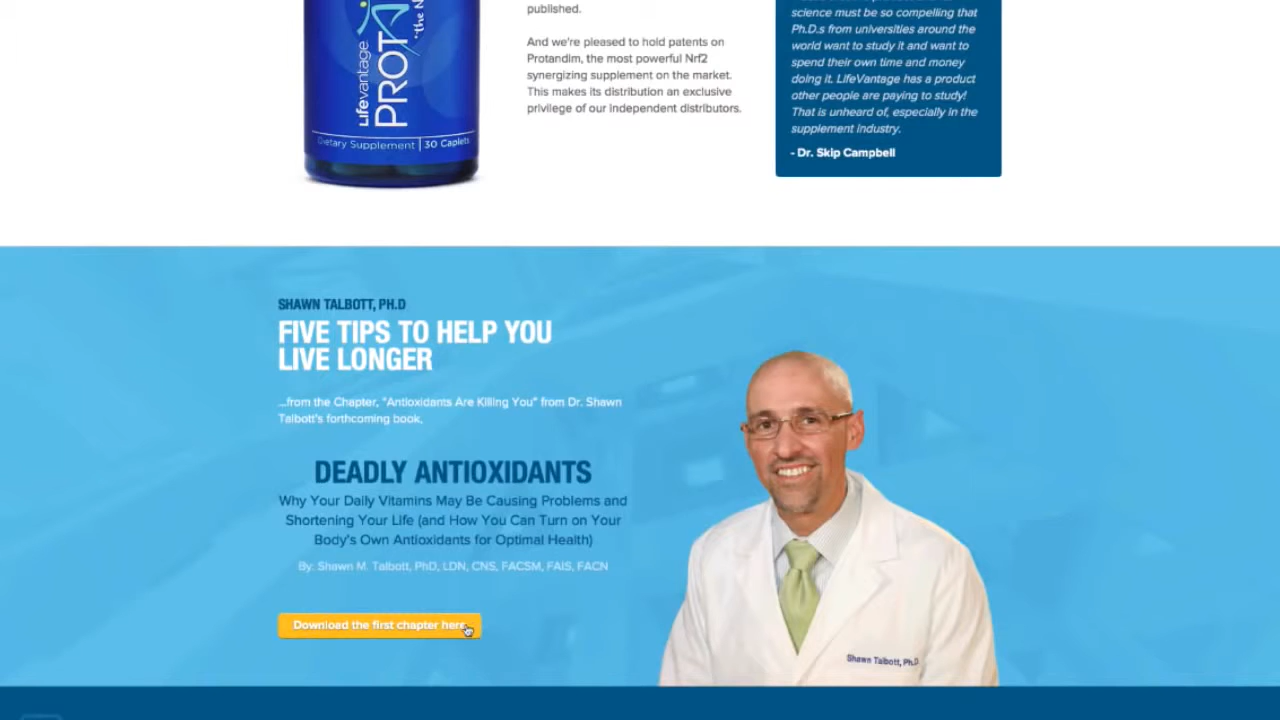 Lifevantage
PROTA
"the N
Dietary Supplement | 30 Caplets
published.
And we're pleased to hold patents on
Protandim, the most powerful Nrf2
synergizing supplement on the market.
This makes its distribution an exclusive
privilege of our independent distributors.
science must be so compelling that
Ph.D.s from universities around the
world want to study it and want to
spend their own time and money
doing it. LifeVantage has a product
other people are paying to study!
That is unheard of, especially in the
supplement industry.
- Dr. Skip Campbell
SHAWN TALBOTT, PH.D
FIVE TIPS TO HELP YOU
LIVE LONGER
...from the Chapter, "Antioxidants Are Killing You" from Dr. Shawn
Talbott's forthcoming book.
DEADLY ANTIOXIDANTS
Why Your Daily Vitamins May Be Causing Problems and
Shortening Your Life (and How You Can Turn on Your
Body's Own Antioxidants for Optimal Health)
By: Shawn M. Talbott, PhD, LDN, CNS, FACSM, FAIS, FACN
Download the first chapter here
Shawn Talbott, Ph.D.